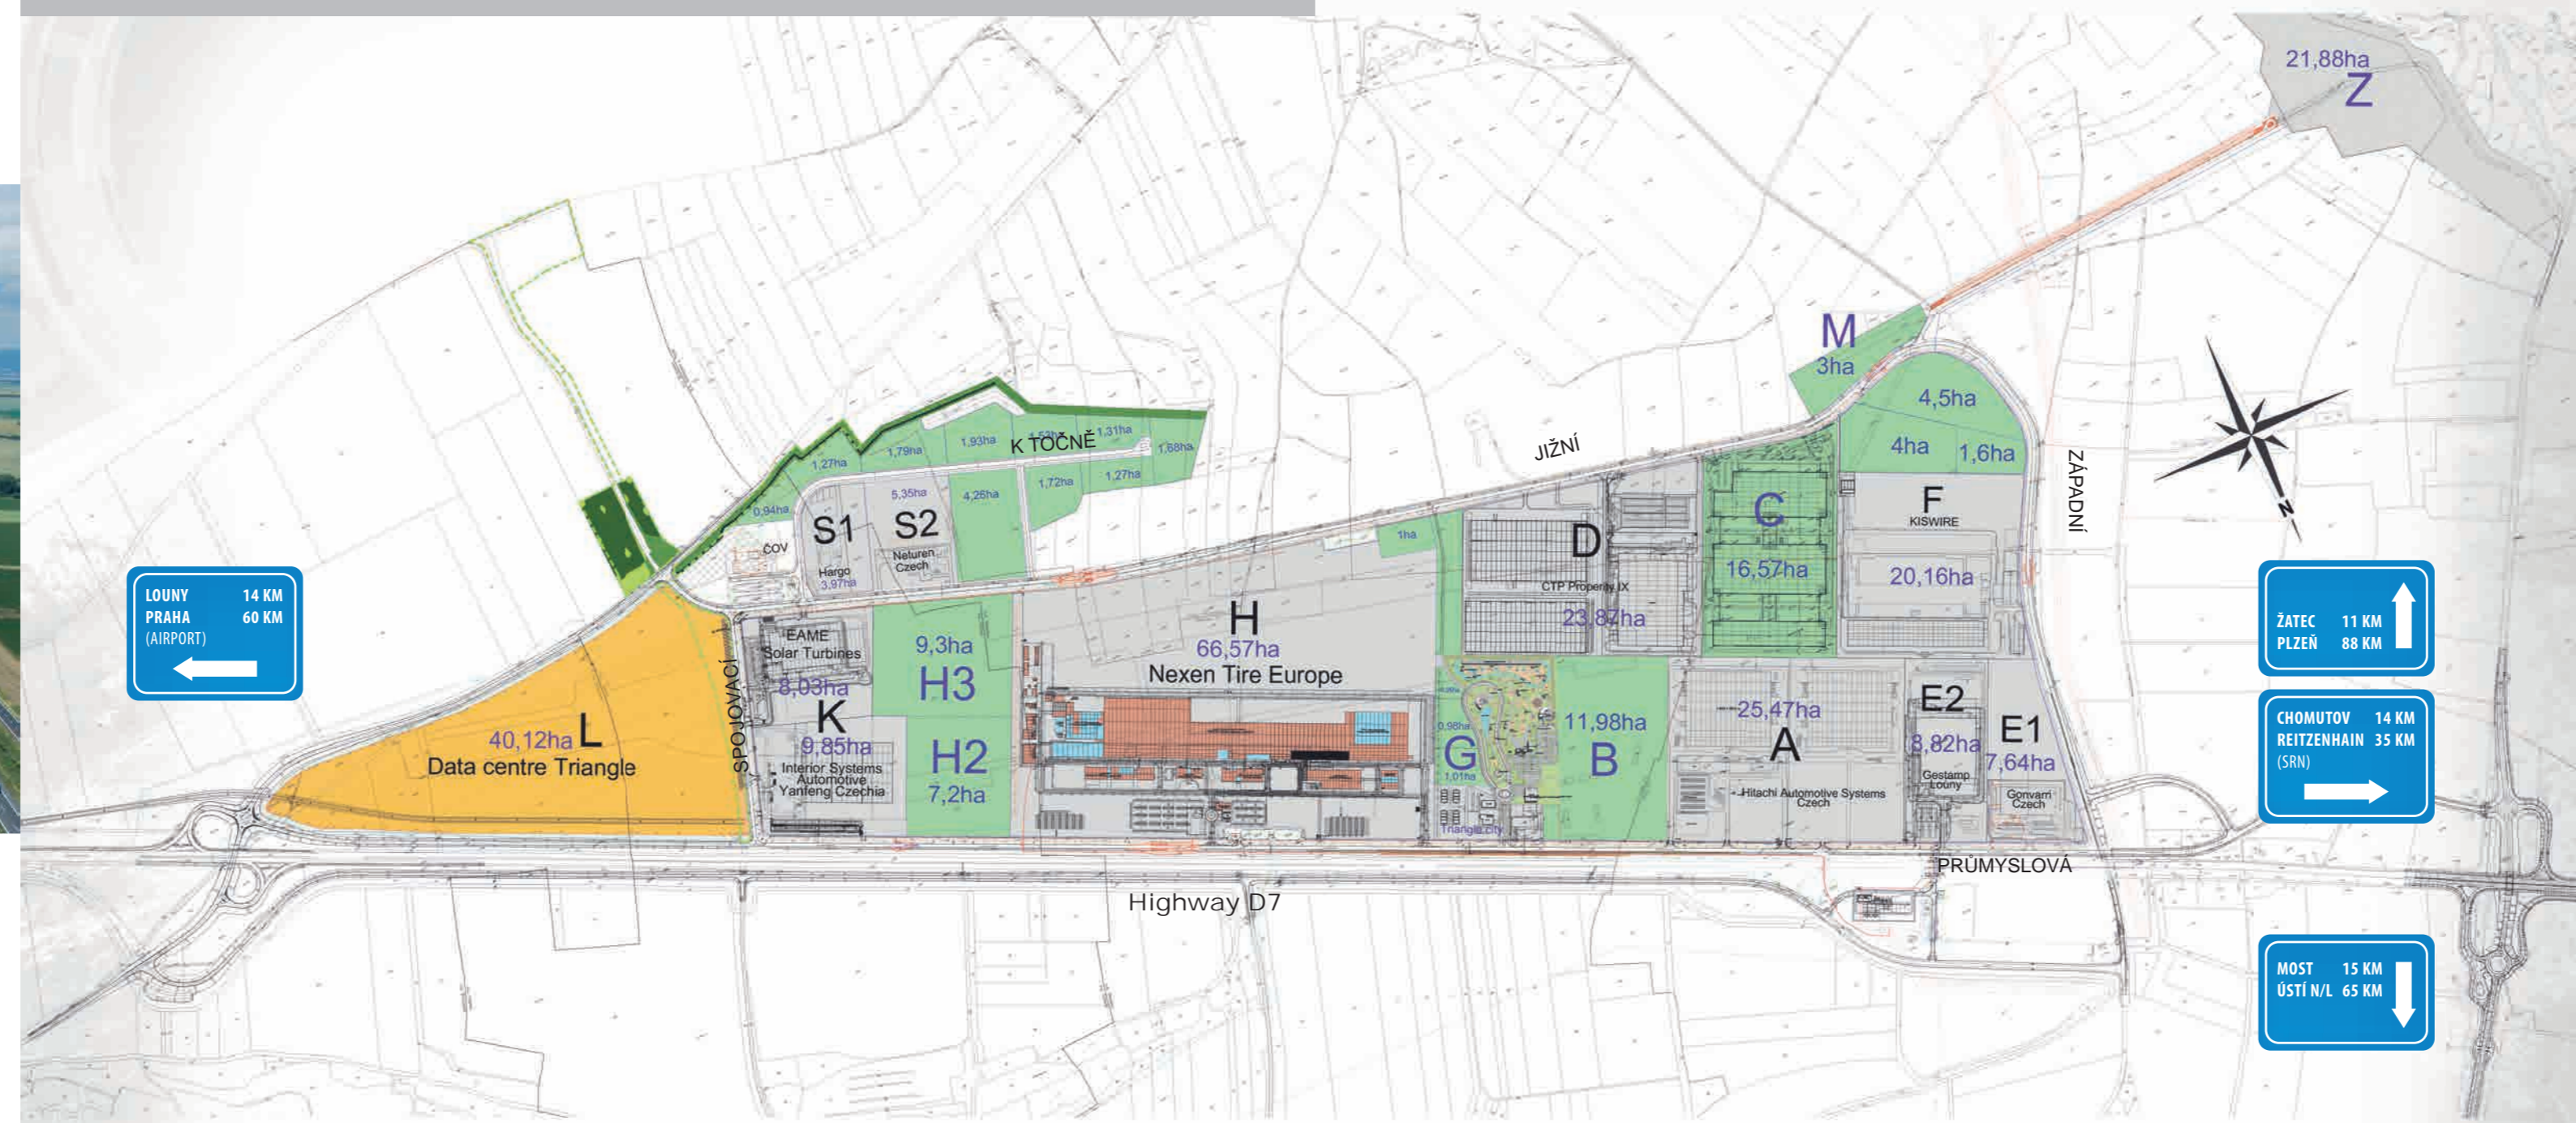 21,88ha
Z
M
3ha
4,5ha
4ha
1,6ha
ZÁPADNÍ
JIŽNÍ
K TOČNĚ
1,93ha
1,31ha
1,68ha
1,79ha
1,27ha
1,27ha
1,72ha
4,26ha
0,94ha
5,35ha
S1
S2
ČOV
Hargo
3,97ha
Neturen
Czech
1ha
D
CTP Property IX
23,87ha
C
16,57ha
F
KISWIRE
20,16ha
N
LOUNY 14 KM
PRAHA 60 KM
(AIRPORT)
ŽATEC 11 KM
PLZEŇ 88 KM
CHOMUTOV 14 KM
REITZENHAIN 35 KM
(SRN)
MOST 15 KM
ÚSTÍ N/L 65 KM
40,12ha L
Data centre Triangle
SPOJOVACÍ
EAME
Solar Turbines
8,03ha
K
9,85ha
Interior Systems
Automotive
Yanfeng Czechia
9,3ha
H3
H2
7,2ha
H
66,57ha
Nexen Tire Europe
0,98ha
G
1,01ha
Triangle city
11,98ha
B
25,47ha
A
Hitachi Automotive Systems
Czech
E2
8,82ha
Gestamp
Louny
E1
7,64ha
Gonvarri
Czech
PRŮMYSLOVÁ
Highway D7